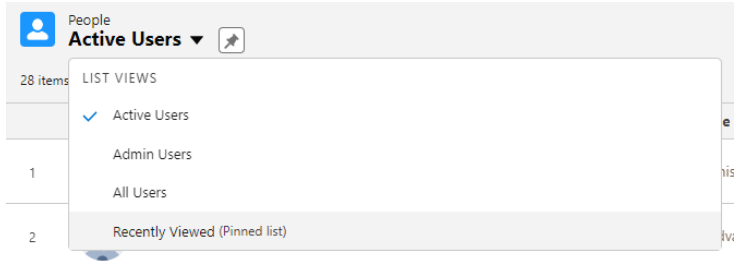 People
Active Users
28 items
LIST VIEWS
Active Users
Admin Users
All Users
Recently Viewed (Pinned list)
1
2